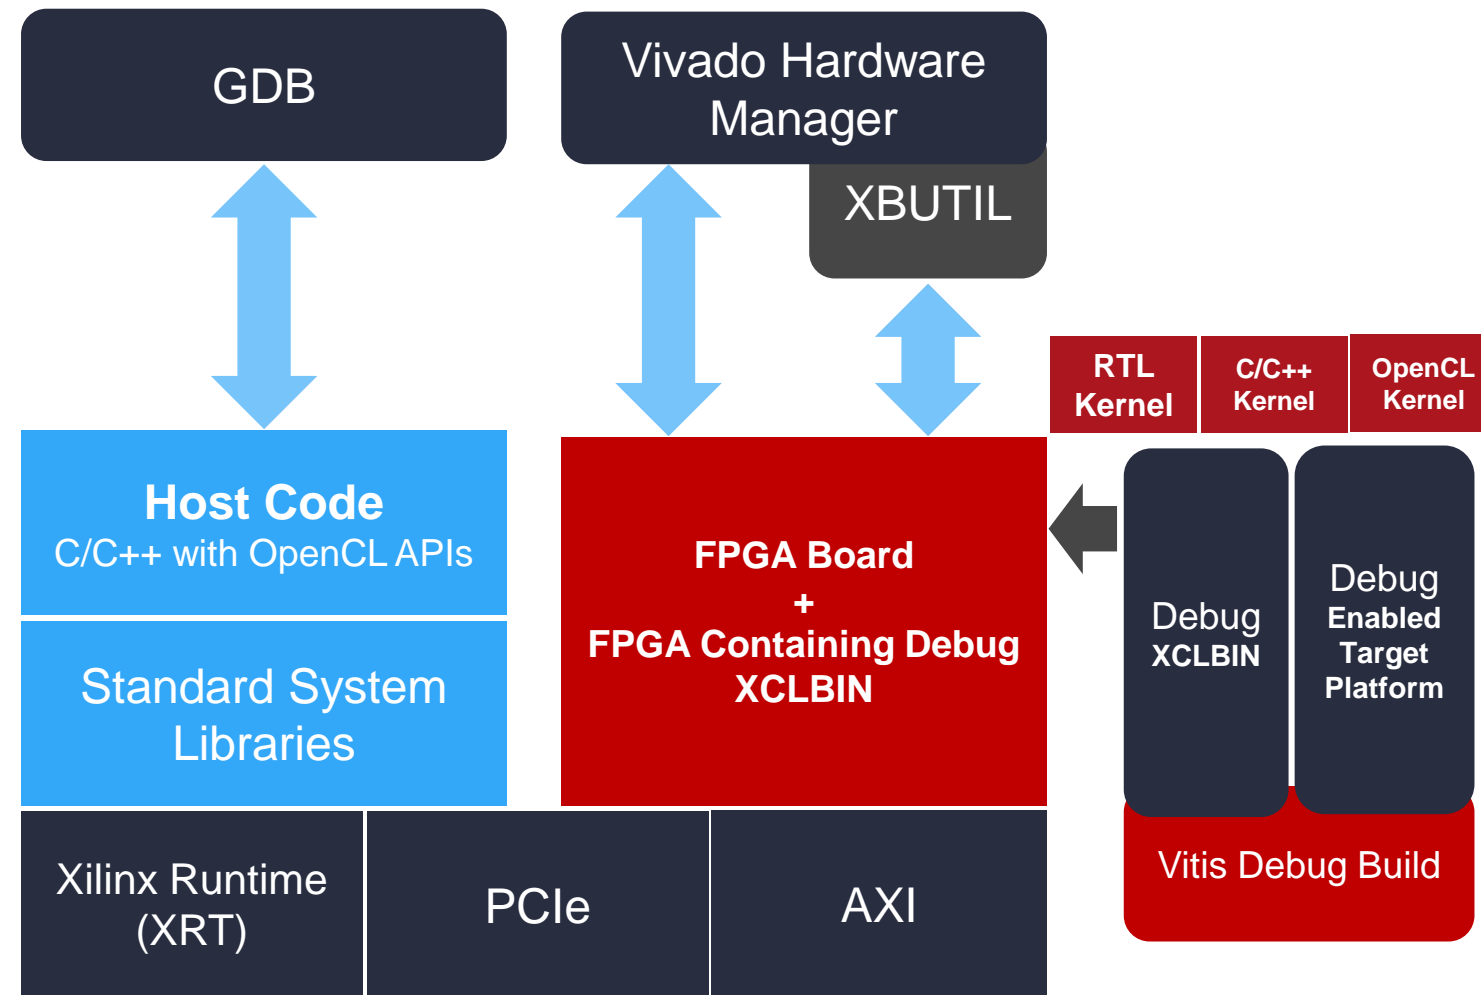 GDB
Vivado Hardware
Manager
XBUTIL
RTL
Kernel
C/C++
Kernel
OpenCL
Kernel
Host Code
C/C++ with OpenCL APIs
Standard System
Libraries
FPGA Board
+
FPGA Containing Debug
XCLBIN
Debug
XCLBIN
Debug
Enabled
Target
Platform
Vitis Debug Build
Xilinx Runtime
(XRT)
PCIe
AXI